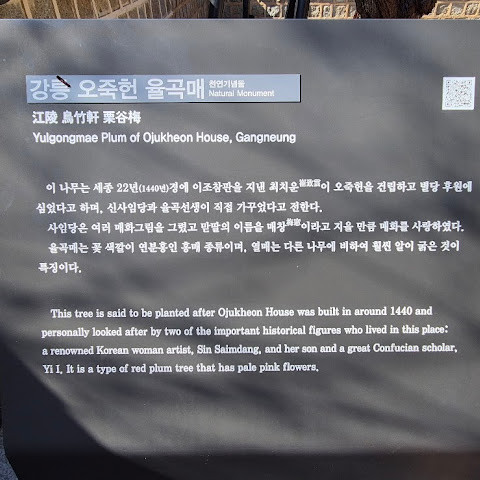 강릉 오죽헌 율곡매 천연기념물
Natural Monument
江陵 烏竹軒 栗谷梅
Yulgongmae Plum of Ojukheon House, Gangneung
이 나무는 세종 22년(1440년)경에 이조참판을 지낸 최치운崔致雲이 오죽헌을 건립하고 별당 후원에
심었다고 하며, 신사임당과 율곡선생이 직접 가꾸었다고 전한다.
사임당은 여러 매화그림을 그렸고 맏딸의 이름을 매창梅窓이라고 지을 만큼 매화를 사랑하였다.
율곡매는 꽃 색깔이 연분홍인 홍매 종류이며, 열매는 다른 나무에 비하여 훨씬 알이 굵은 것이
특징이다.
This tree is said to be planted after Ojukheon House was built in around 1440 and
personally looked after by two of the important historical figures who lived in this place:
a renowned Korean woman artist, Sin Saimdang, and her son and a great Confucian scholar,
Yi I. It is a type of red plum tree that has pale pink flowers.